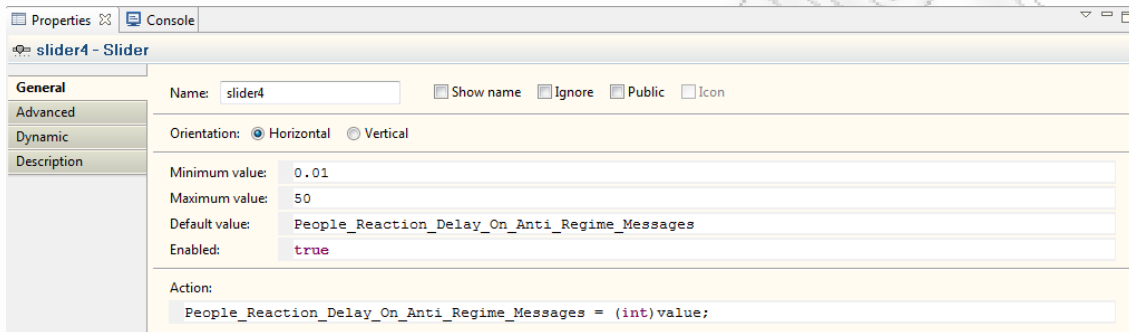 Properties Console
slider4 - Slider
General
Advanced
Dynamic
Description
Name: slider4 Show name Ignore Public Icon
Orientation: Horizontal Vertical
Minimum value: 0.01
Maximum value: 50
Default value: People_Reaction_Delay_On_Anti_Regime_Messages
Enabled: true
Action:
People_Reaction_Delay_On_Anti_Regime_Messages = (int)value;